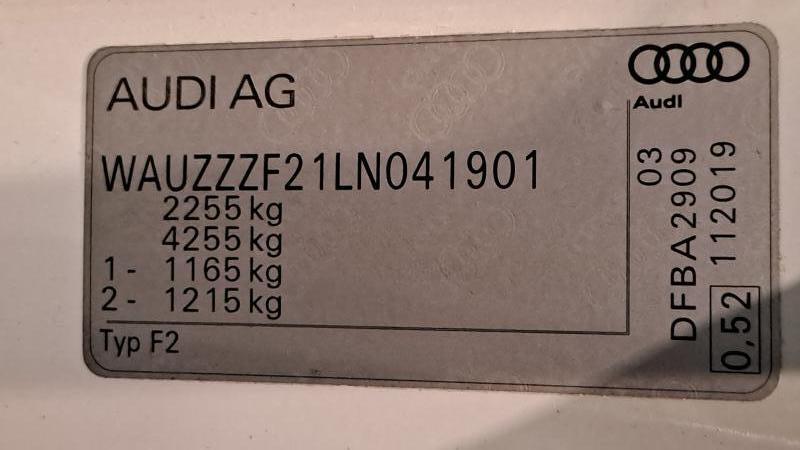 AUDI AG
Audi
WAUZZZF21LN041901
2255 kg
4255 kg
1- 1165 kg
2- 1215 kg
Typ F2
03
DFBA2909
0,52 112019